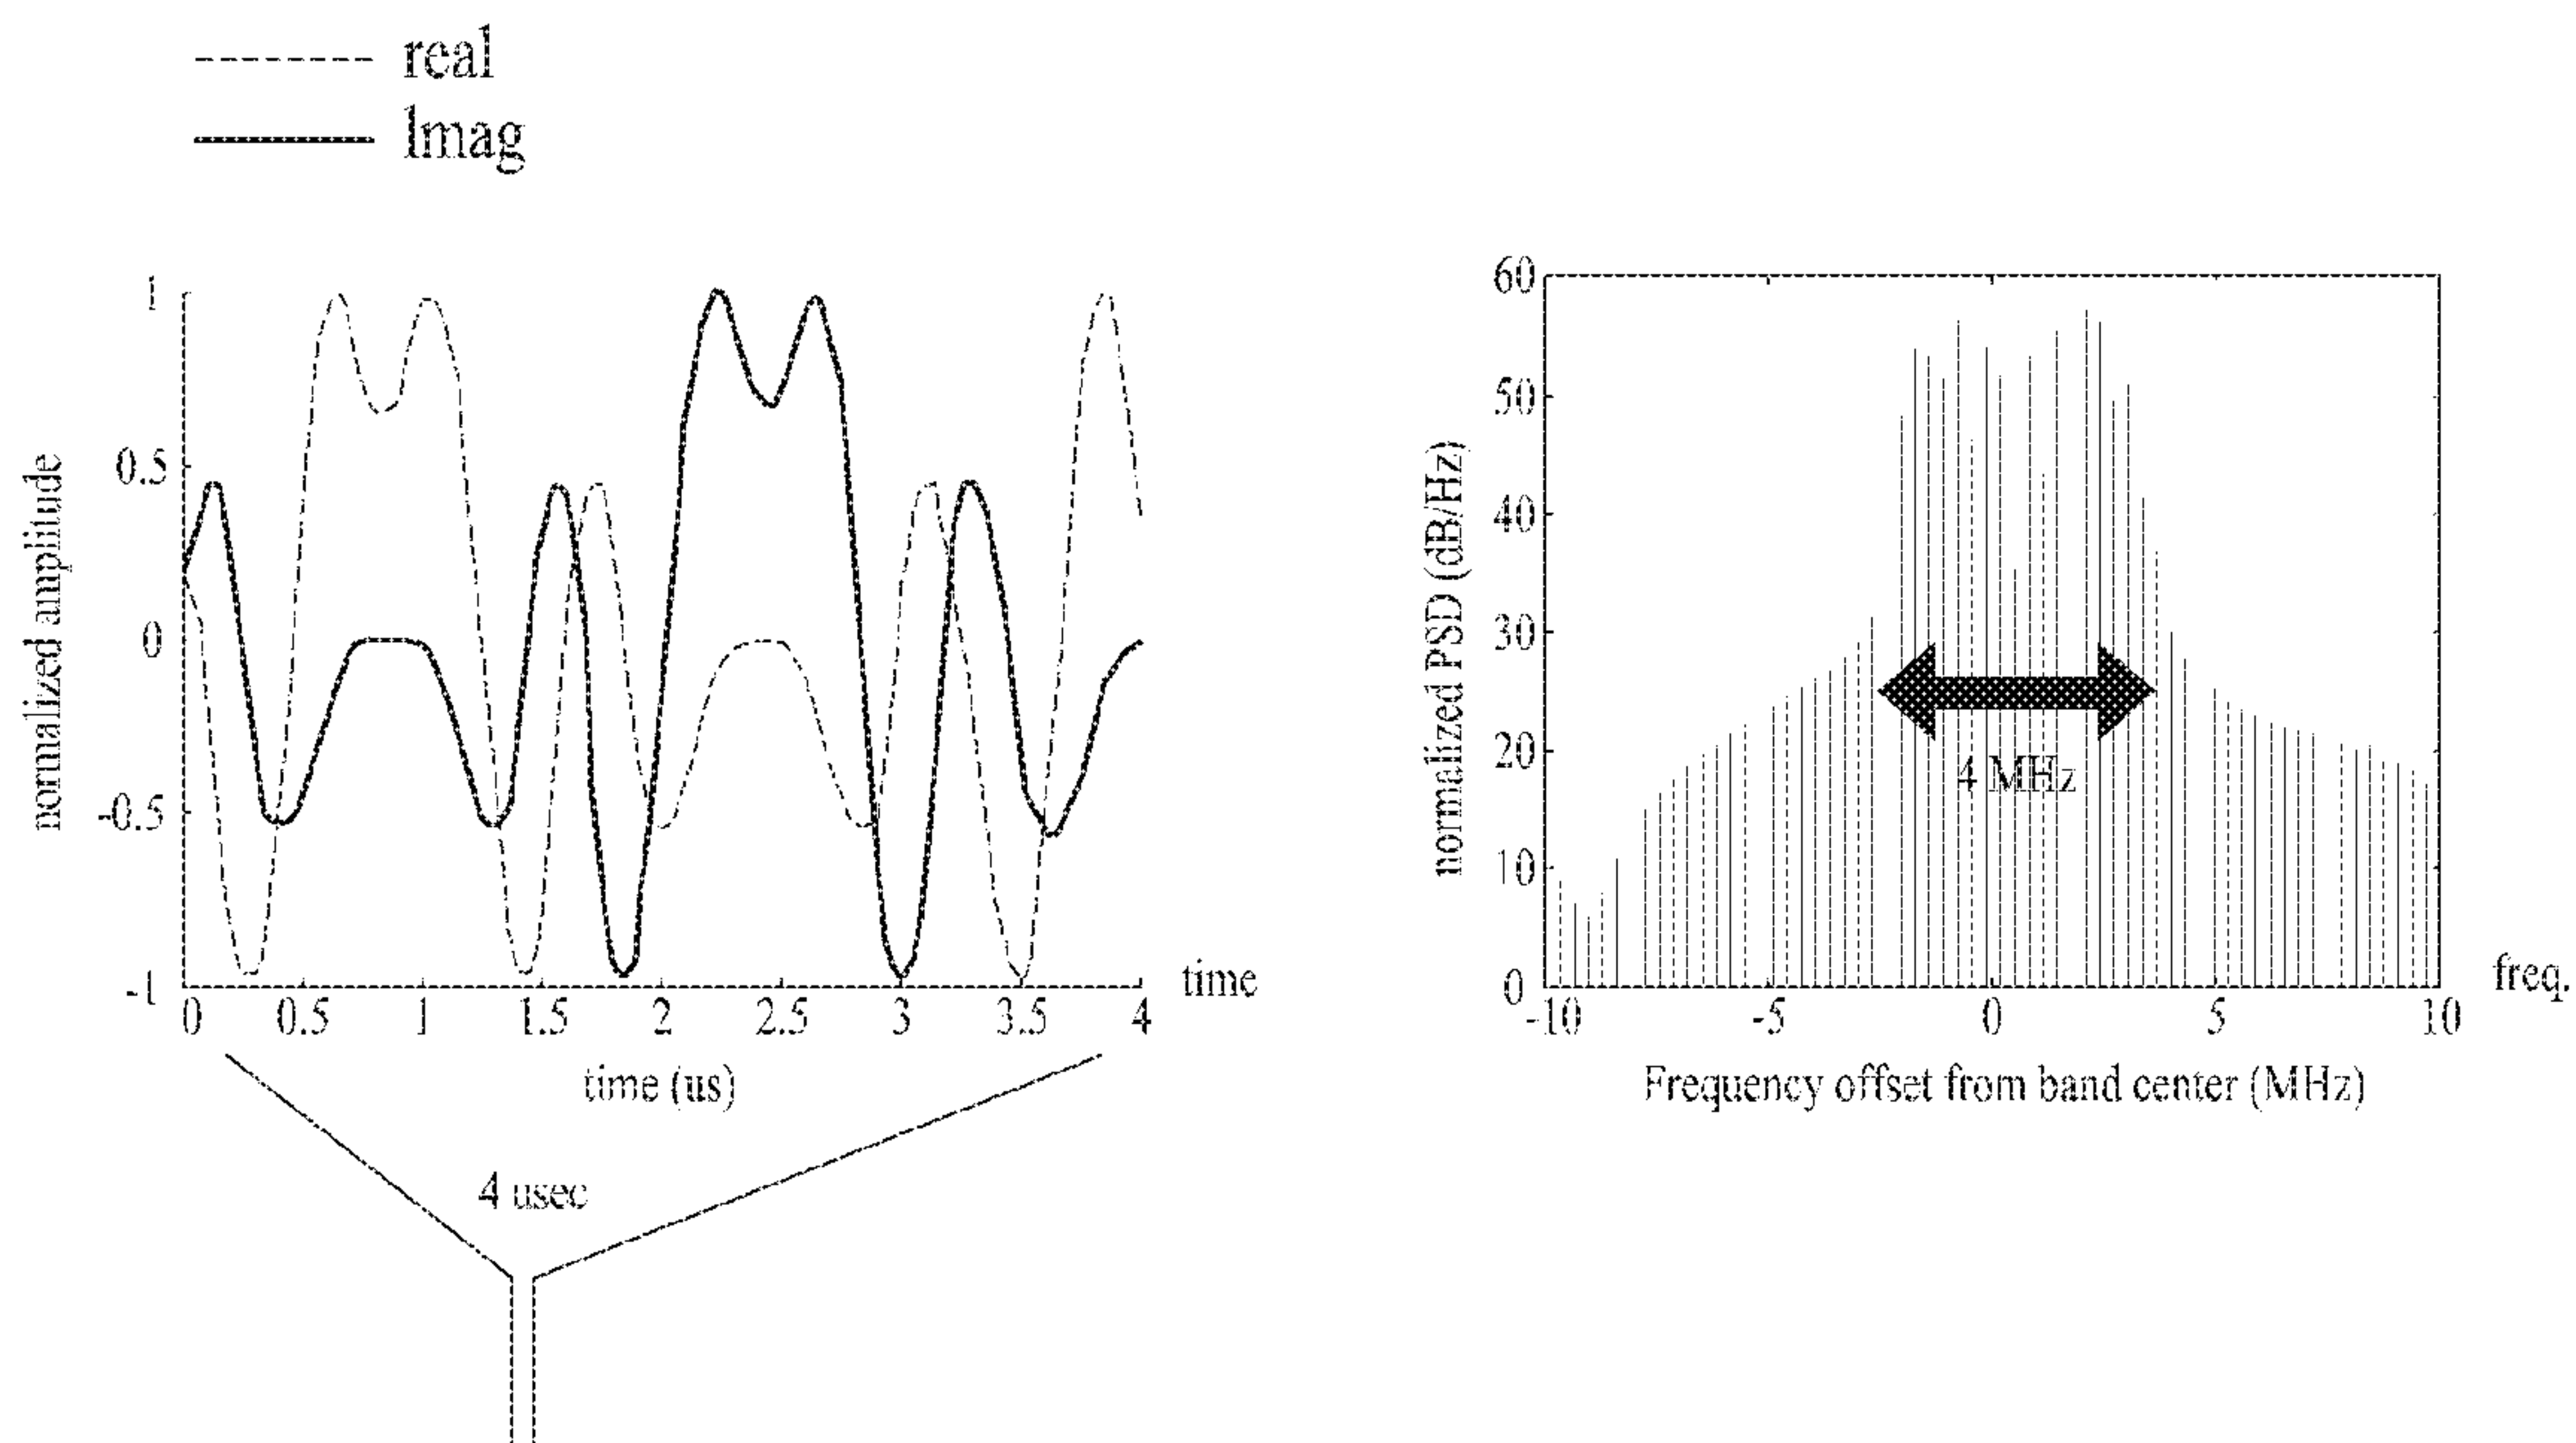 real
Imag
normalized amplitude
1
0.5
0
-0.5
-1
0 0.5 1 1.5 2 2.5 3 3.5 4
time
time (us)
4 usec
normalized PSD (dB/Hz)
60
50
40
30
20
10
0
4 MHz
-10 -5 0 5 10
freq.
Frequency offset from band center (MHz)